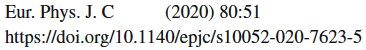 Eur. Phys. J. C (2020) 80:51
https://doi.org/10.1140/epjc/s10052-020-7623-5